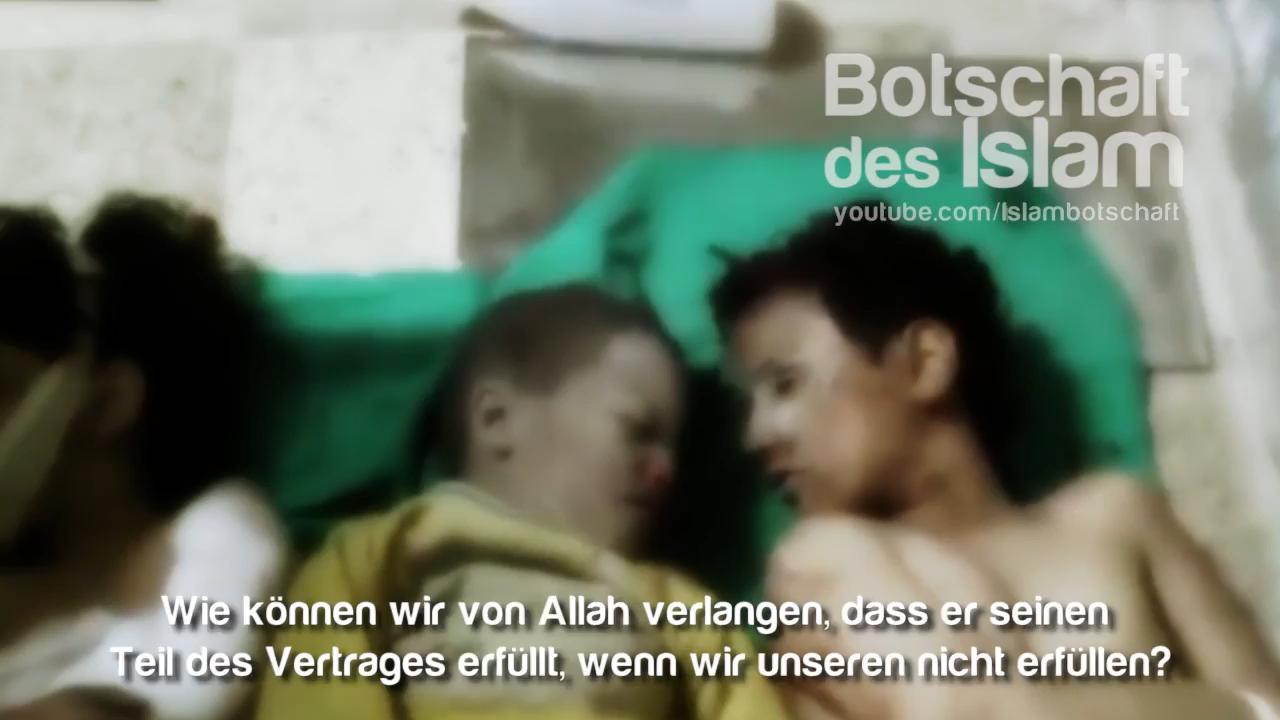 Botschaft
des Islam
youtube.com/Islambotschaft
Wie können wir von Allah verlangen, dass er seinen
Teil des Vertrages erfüllt, wenn wir unseren nicht erfüllen?